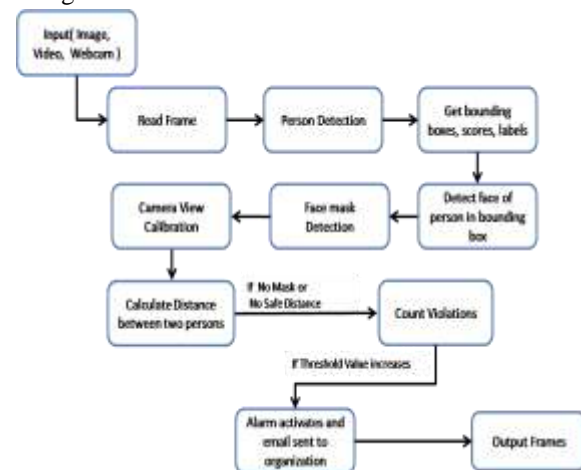 Input( Image,
Video, Webcam )
Read Frame
Person Detection
Get bounding
boxes, scores, labels
Camera View
Calibration
Face mask
Detection
Detect face of
person in bounding
box
Calculate Distance
between two persons
If No Mask or
No Safe Distance
Count Violations
If Threshold Value increases
Alarm activates and
email sent to
organization
Output Frames